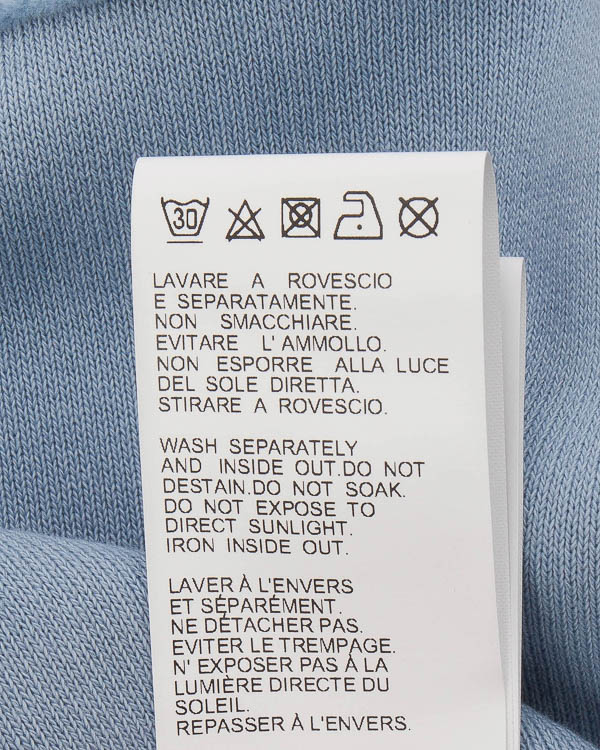 30
LAVARE A ROVESCIO
E SEPARATAMENTE.
NON SMACCHIARE.
EVITARE L'AMMOLLO.
NON ESPORRE ALLA LUCE
DEL SOLE DIRETTA.
STIRARE A ROVESCIO.
WASH SEPARATELY
AND INSIDE OUT.DO NOT
DESTAIN.DO NOT SOAK.
DO NOT EXPOSE TO
DIRECT SUNLIGHT.
IRON INSIDE OUT.
LAVER À L'ENVERS
ET SÉPARÉMENT.
NE DÉTACHER PAS.
EVITER LE TREMPAGE.
N' EXPOSER PAS À LA
LUMIÈRE DIRECTE DU
SOLEIL.
REPASSER À L'ENVERS.